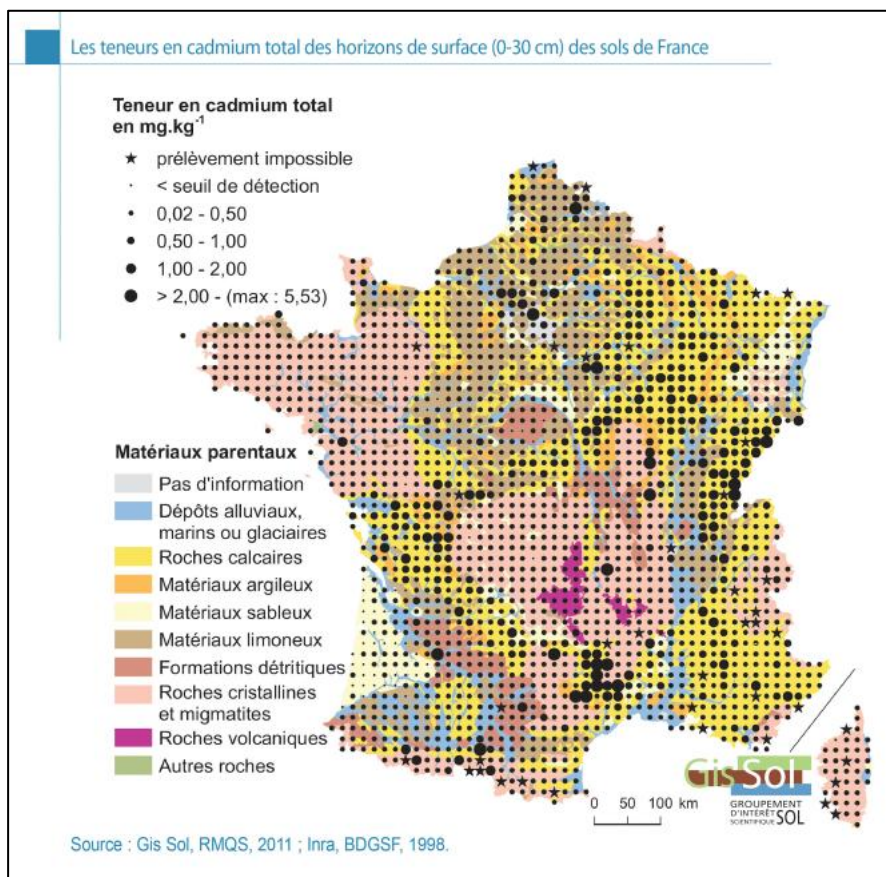 Les teneurs en cadmium total des horizons de surface (0-30 cm) des sols de France
Teneur en cadmium total
en mg.kg⁻¹
prélèvement impossible
< seuil de détection
0,02 - 0,50
0,50 - 1,00
1,00 - 2,00
> 2,00 - (max : 5,53)
Matériaux parentaux
Pas d'information
Dépôts alluviaux,
marins ou glaciaires
Roches calcaires
Matériaux argileux
Matériaux sableux
Matériaux limoneux
Formations détritiques
Roches cristallines
et migmatites
Roches volcaniques
Autres roches
GisSol
GROUPEMENT
D'INTÉRÊT
SCIENTIFIQUE SOL
0 50 100 km
Source : Gis Sol, RMQS, 2011 ; Inra, BDGSF, 1998.